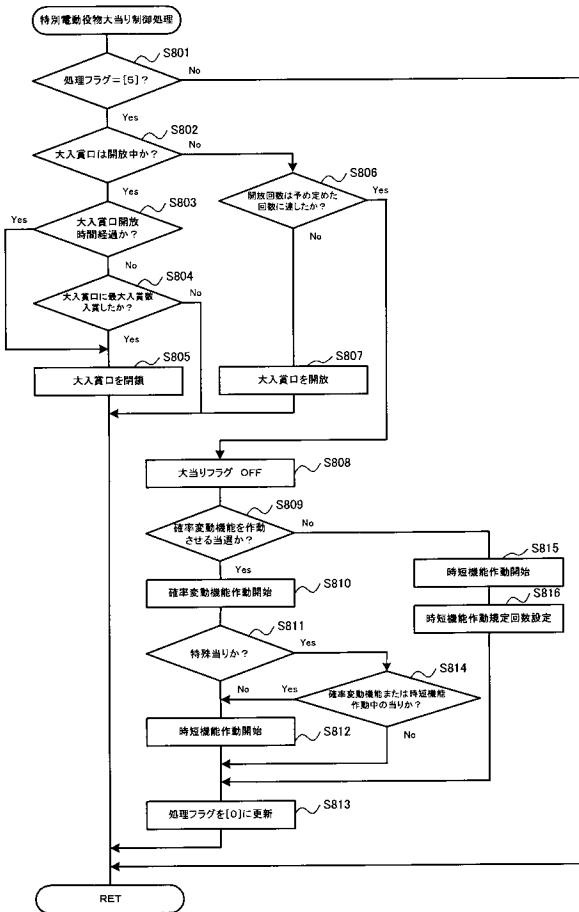 特別電動役物大当り制御処理
S801
処理フラグ=[5]?
No
Yes
S802
大入賞口は開放中か?
No
Yes
S806
開放回数は予め定めた
回数に達したか?
Yes
No
S803
Yes
大入賞口開放
時間経過か?
No
S804
大入賞口に最大入賞数
入賞したか?
No
Yes
S805
大入賞口を閉鎖
S807
大入賞口を開放
S808
大当りフラグ OFF
S809
確率変動機能を作動
させる当選か?
No
Yes
S815
時短機能作動開始
S810
確率変動機能作動開始
S816
時短機能作動規定回数設定
S811
特殊当りか?
Yes
No
S814
確率変動機能または時短機能
作動中の当りか?
Yes
No
S812
時短機能作動開始
S813
処理フラグを[0]に更新
RET